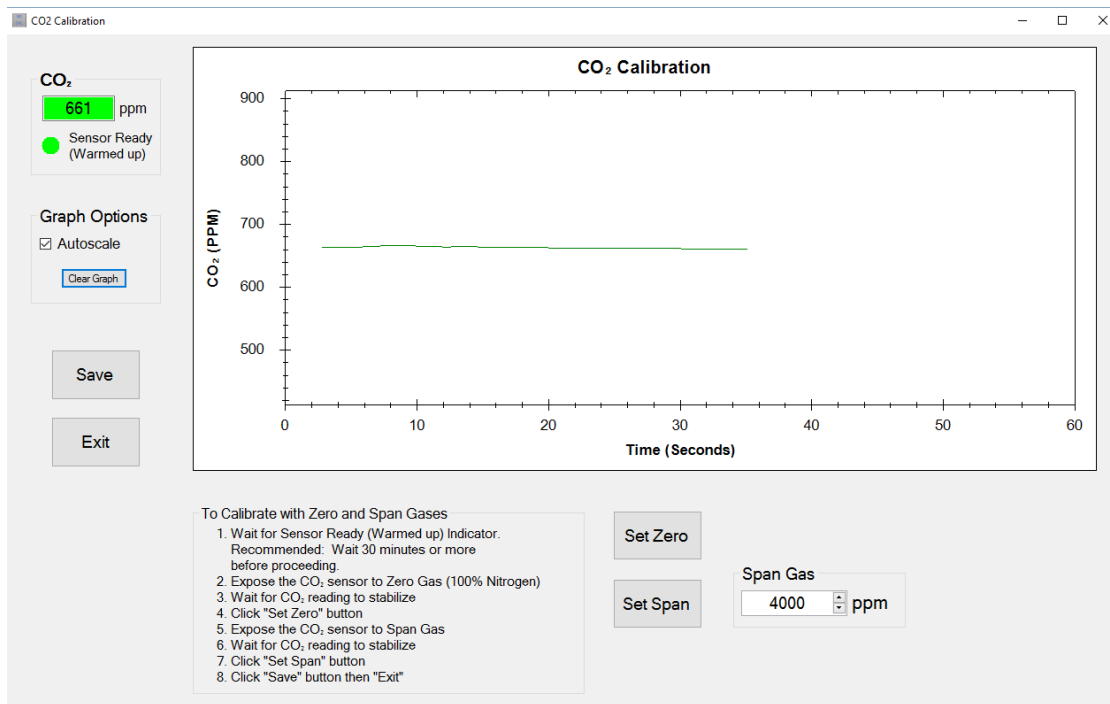 CO2 Calibration
CO₂
661 ppm
Sensor Ready
(Warmed up)
Graph Options
Autoscale
Clear Graph
Save
Exit
CO₂ Calibration
CO₂ (PPM)
900
800
700
600
500
0 10 20 30 40 50 60
Time (Seconds)
To Calibrate with Zero and Span Gases
1. Wait for Sensor Ready (Warmed up) Indicator.
Recommended: Wait 30 minutes or more
before proceeding.
2. Expose the CO₂ sensor to Zero Gas (100% Nitrogen)
3. Wait for CO₂ reading to stabilize
4. Click "Set Zero" button
5. Expose the CO₂ sensor to Span Gas
6. Wait for CO₂ reading to stabilize
7. Click "Set Span" button
8. Click "Save" button then "Exit"
Set Zero
Set Span
Span Gas
4000 ppm